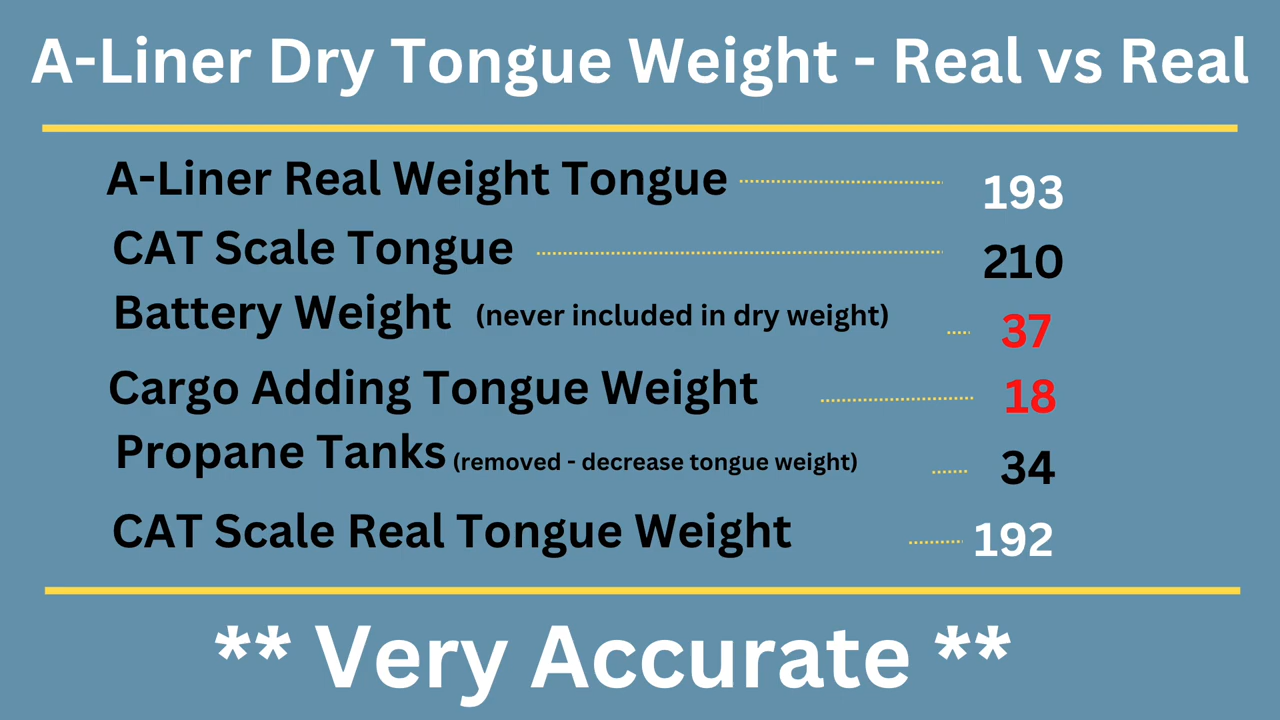 A-Liner Dry Tongue Weight - Real vs Real
A-Liner Real Weight Tongue 193
CAT Scale Tongue 210
Battery Weight (never included in dry weight) 37
Cargo Adding Tongue Weight 18
Propane Tanks (removed - decrease tongue weight) 34
CAT Scale Real Tongue Weight 192
** Very Accurate **